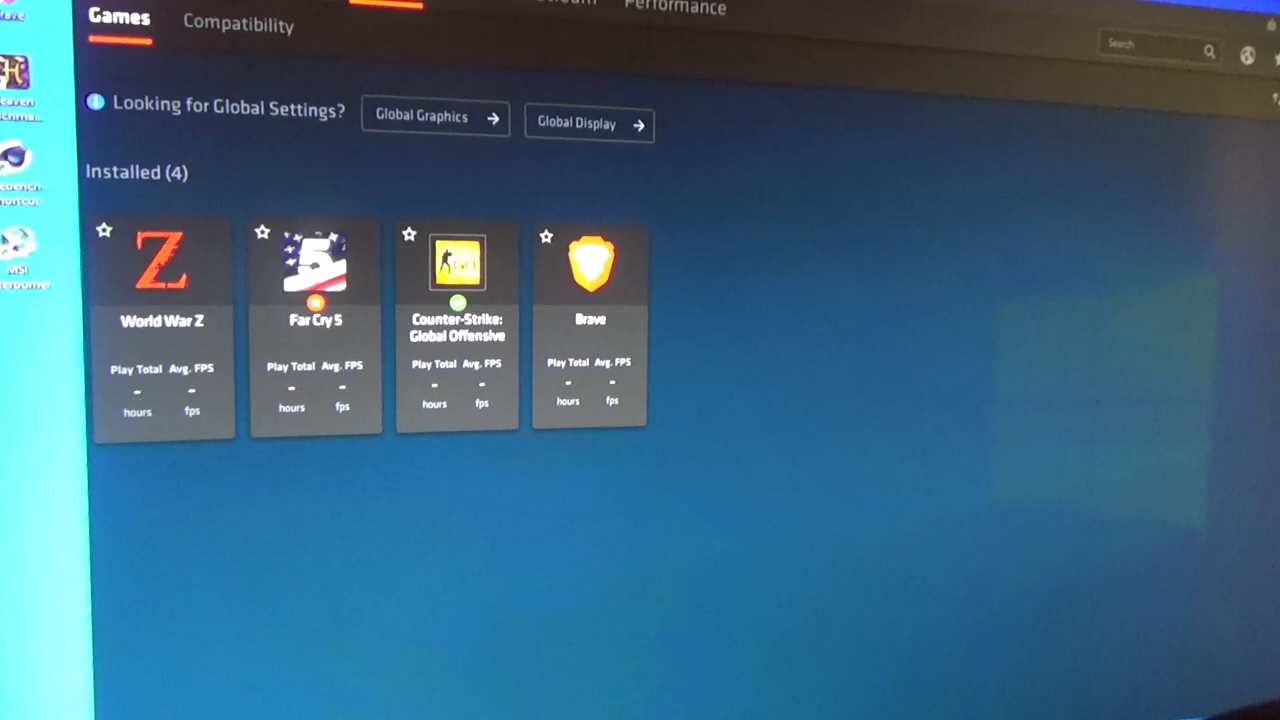 Performance
Games
Compatibility
Search
Looking for Global Settings?
Global Graphics
Global Display
Installed (4)
World War Z
Play Total Avg. FPS
- -
hours fps
Far Cry 5
Play Total Avg. FPS
- -
hours fps
Counter-Strike:
Global Offensive
Play Total Avg. FPS
- -
hours fps
Brave
Play Total Avg. FPS
- -
hours fps
MSI